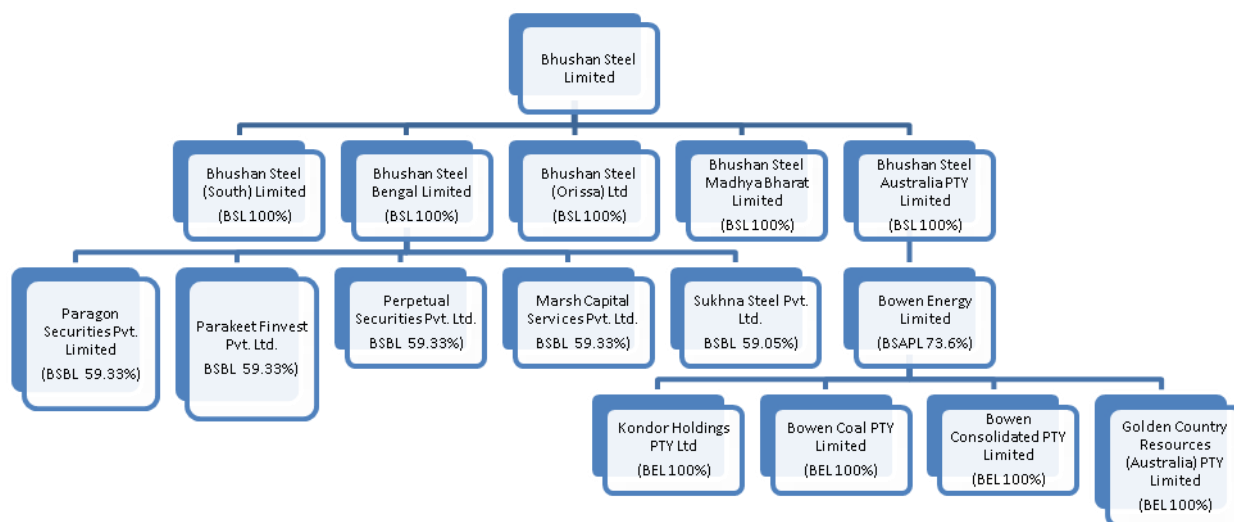 Bhushan Steel
Limited
Bhushan Steel
(South) Limited
(BSL 100%)
Bhushan Steel
Bengal Limited
(BSL 100%)
Bhushan Steel
(Orissa) Ltd
(BSL 100%)
Bhushan Steel
Madhya Bharat
Limited
(BSL 100%)
Bhushan Steel
Australia PTY
Limited
(BSL 100%)
Paragon
Securities Pvt.
Limited
(BSBL 59.33%)
Parakeet Finvest
Pvt. Ltd.
BSBL 59.33%)
Perpetual
Securities Pvt. Ltd.
BSBL 59.33%)
Marsh Capital
Services Pvt. Ltd.
BSBL 59.33%)
Sukhna Steel Pvt.
Ltd.
BSBL 59.05%)
Bowen Energy
Limited
(BSAPL 73.6%)
Kondor Holdings
PTY Ltd
(BEL 100%)
Bowen Coal PTY
Limited
(BEL 100%)
Bowen
Consolidated PTY
Limited
(BEL 100%)
Golden Country
Resources
(Australia) PTY
Limited
(BEL 100%)